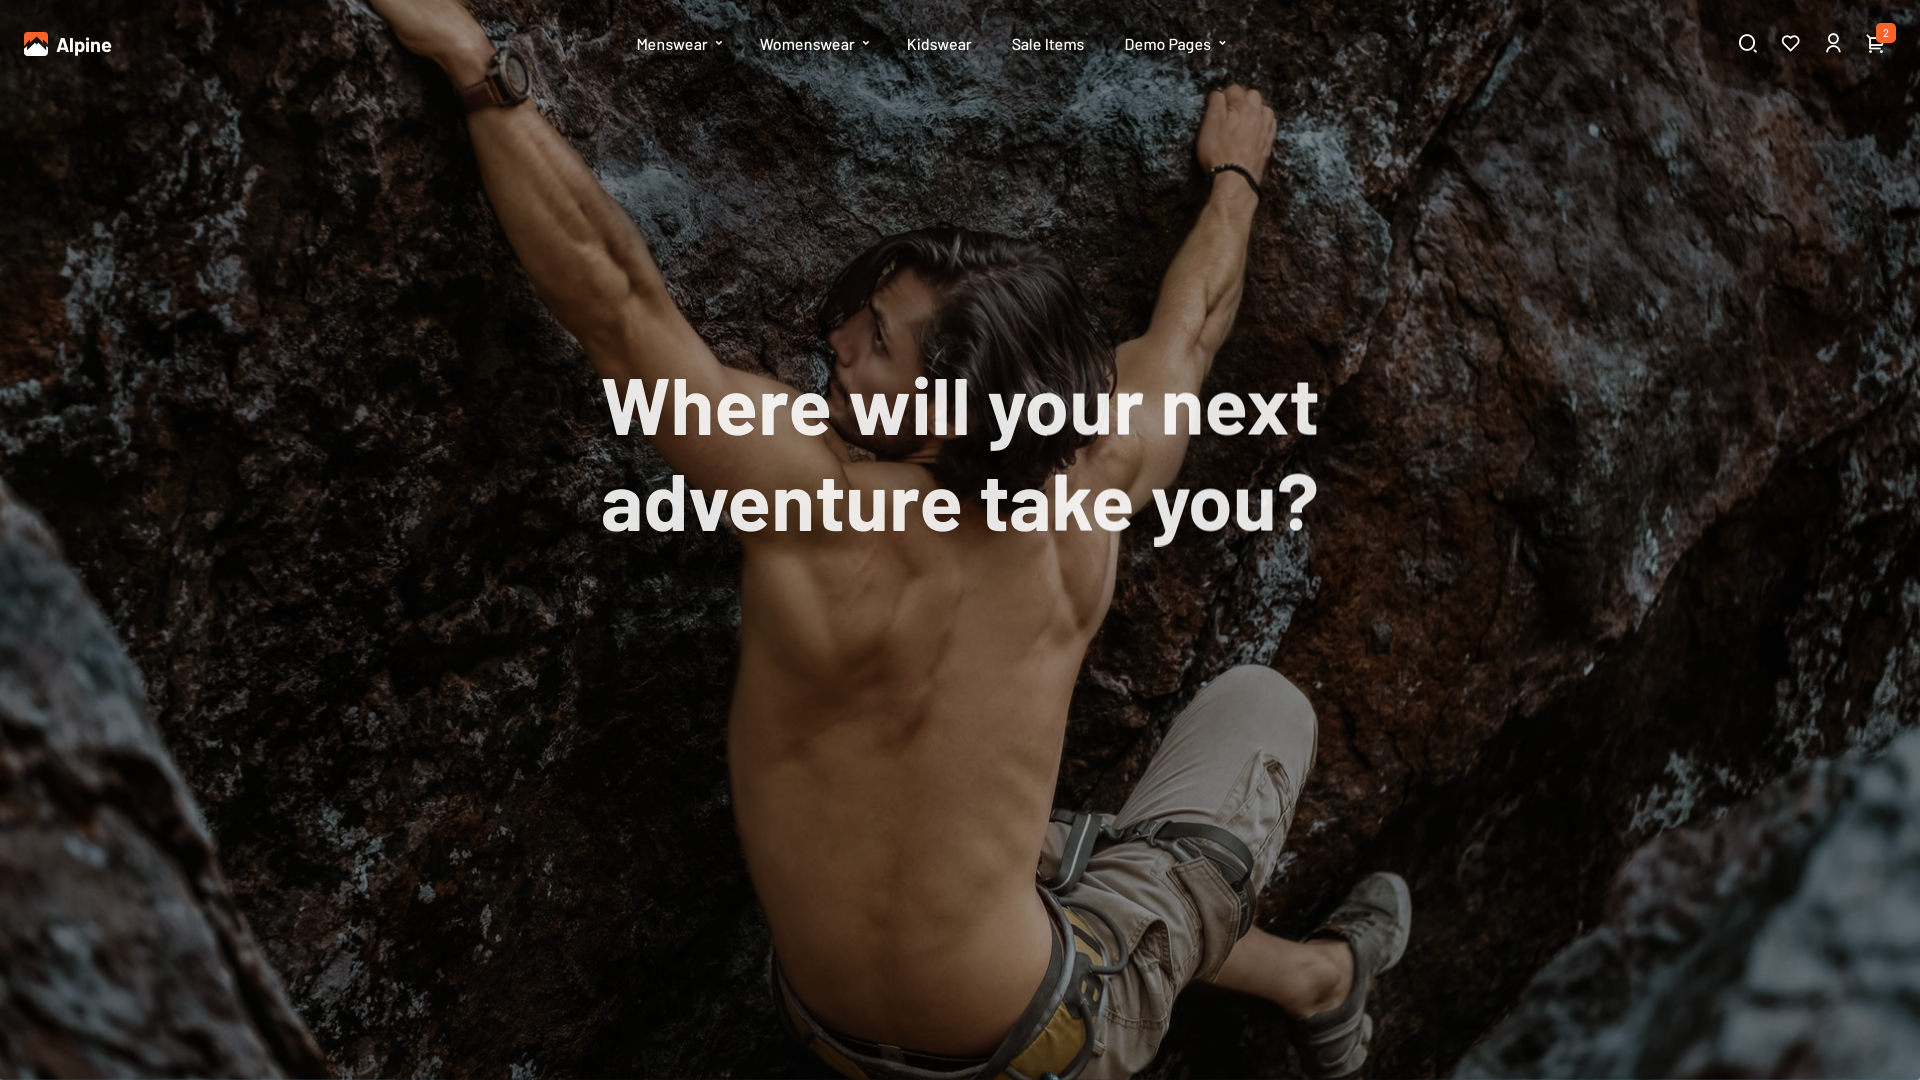 Alpine
Menswear
Womenswear
Kidswear
Sale Items
Demo Pages
2
Where will your next
adventure take you?